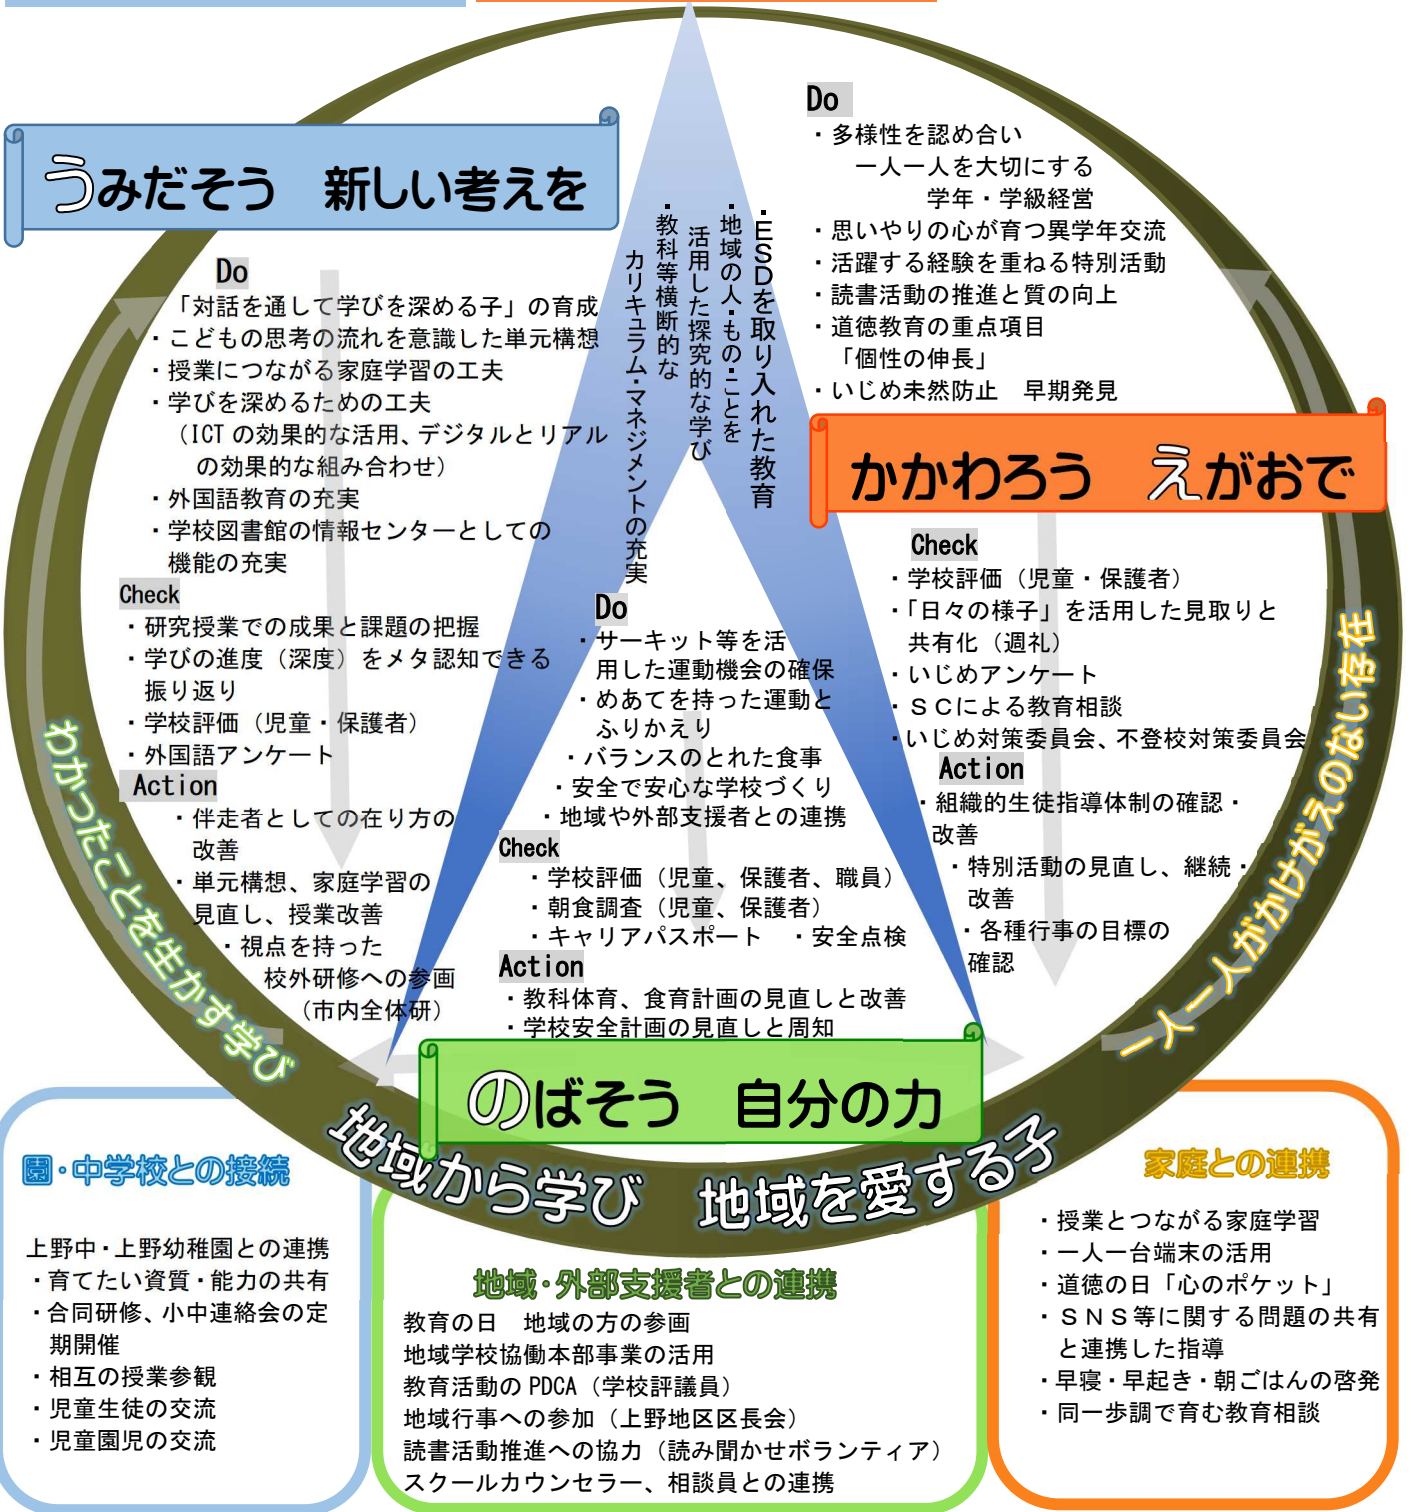 うみだそう　新しい考えを
Do
「対話を通して学びを深める子」の育成
・こどもの思考の流れを意識した単元構想
・授業につながる家庭学習の工夫
・学びを深めるための工夫
（ICTの効果的な活用、デジタルとリアル
の効果的な組み合わせ）
・外国語教育の充実
・学校図書館の情報センターとしての
機能の充実
Check
・研究授業での成果と課題の把握
・学びの進度（深度）をメタ認知できる
振り返り
・学校評価（児童・保護者）
・外国語アンケート
Action
・伴走者としての在り方の
改善
・単元構想、家庭学習の
見直し、授業改善
・視点を持った
校外研修への参画
（市内全体研）
・ESDを取り入れた教育
・地域の人・もの・ことを
活用した探究的な学び
・教科等横断的な
カリキュラム・マネジメントの充実
Do
・多様性を認め合い
一人一人を大切にする
学年・学級経営
・思いやりの心が育つ異学年交流
・活躍する経験を重ねる特別活動
・読書活動の推進と質の向上
・道徳教育の重点項目
「個性の伸長」
・いじめ未然防止　早期発見
かかわろう　えがおで
Check
・学校評価（児童・保護者）
・「日々の様子」を活用した見取りと
共有化（週礼）
・いじめアンケート
・ＳＣによる教育相談
・いじめ対策委員会、不登校対策委員会
Action
・組織的生徒指導体制の確認・
改善
・特別活動の見直し、継続・
改善
・各種行事の目標の
確認
Do
・サーキット等を活
用した運動機会の確保
・めあてを持った運動と
ふりかえり
・バランスのとれた食事
・安全で安心な学校づくり
・地域や外部支援者との連携
Check
・学校評価（児童、保護者、職員）
・朝食調査（児童、保護者）
・キャリアパスポート　・安全点検
Action
・教科体育、食育計画の見直しと改善
・学校安全計画の見直しと周知
のばそう　自分の力
わかったことを生かす学び
一人一人がかけがえのない存在
地域から学び　地域を愛する子
園・中学校との接続
上野中・上野幼稚園との連携
・育てたい資質・能力の共有
・合同研修、小中連絡会の定
期開催
・相互の授業参観
・児童生徒の交流
・児童園児の交流
地域・外部支援者との連携
教育の日　地域の方の参画
地域学校協働本部事業の活用
教育活動のPDCA（学校評議員）
地域行事への参加（上野地区区長会）
読書活動推進への協力（読み聞かせボランティア）
スクールカウンセラー、相談員との連携
家庭との連携
・授業とつながる家庭学習
・一人一台端末の活用
・道徳の日「心のポケット」
・ＳＮＳ等に関する問題の共有
と連携した指導
・早寝・早起き・朝ごはんの啓発
・同一歩調で育む教育相談